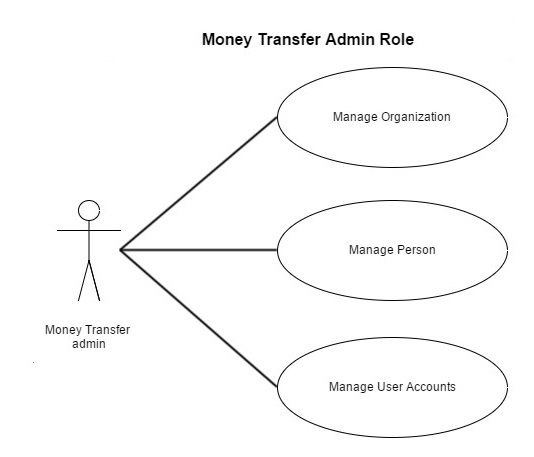 Money Transfer Admin Role
Manage Organization
Manage Person
Money Transfer
admin
Manage User Accounts